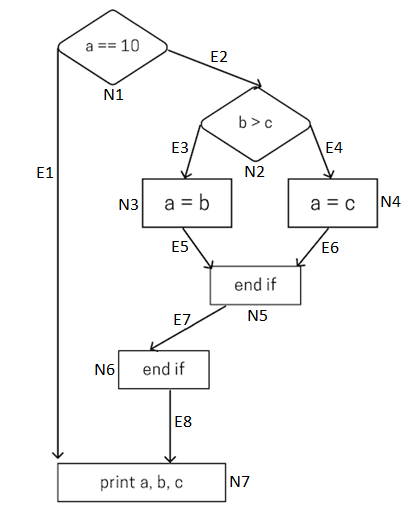 a == 10
E2
N1
b > c
E3
E4
E1
N2
N3
a = b
a = c
N4
E5
E6
end if
E7
N5
N6
end if
E8
print a, b, c
N7